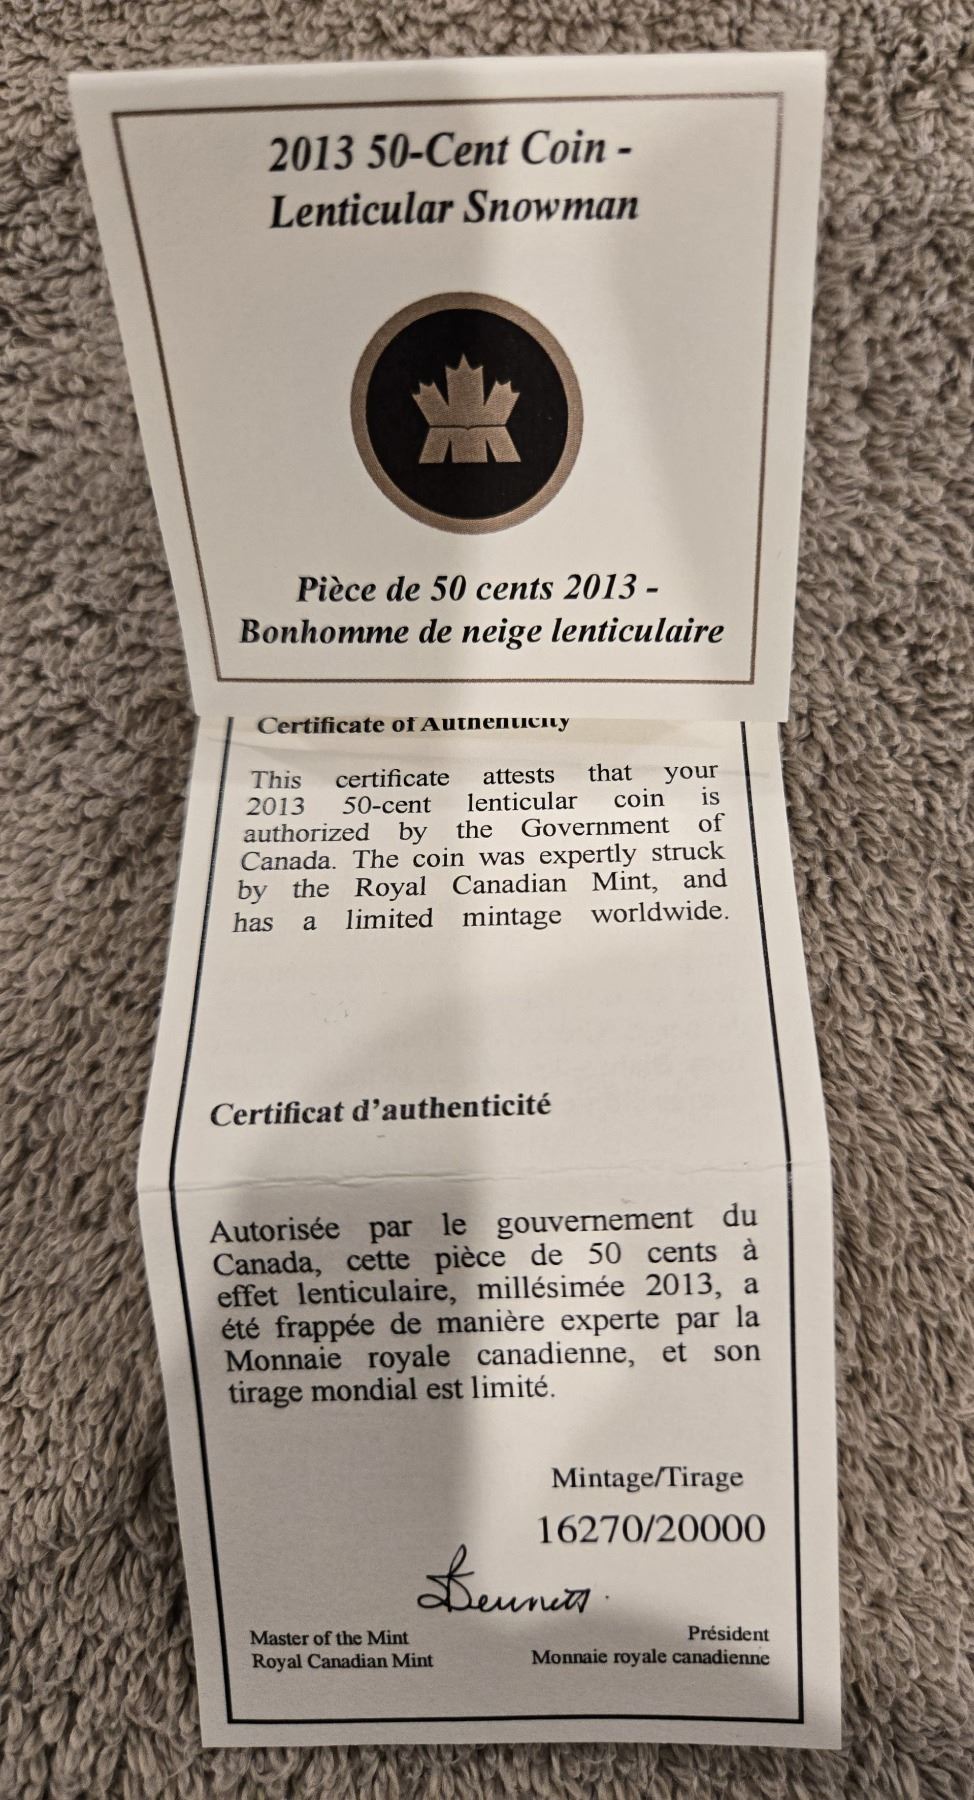 2013 50-Cent Coin -
Lenticular Snowman
Pièce de 50 cents 2013 -
Bonhomme de neige lenticulaire
Certificate of Authenticity
This certificate attests that your
2013 50-cent lenticular coin is
authorized by the Government of
Canada. The coin was expertly struck
by the Royal Canadian Mint, and
has a limited mintage worldwide.
Certificat d’authenticité
Autorisée par le gouvernement du
Canada, cette pièce de 50 cents à
effet lenticulaire, millésimée 2013, a
été frappée de manière experte par la
Monnaie royale canadienne, et son
tirage mondial est limité.
Mintage/Tirage
16270/20000
Bennett
Master of the Mint
Royal Canadian Mint
Président
Monnaie royale canadienne